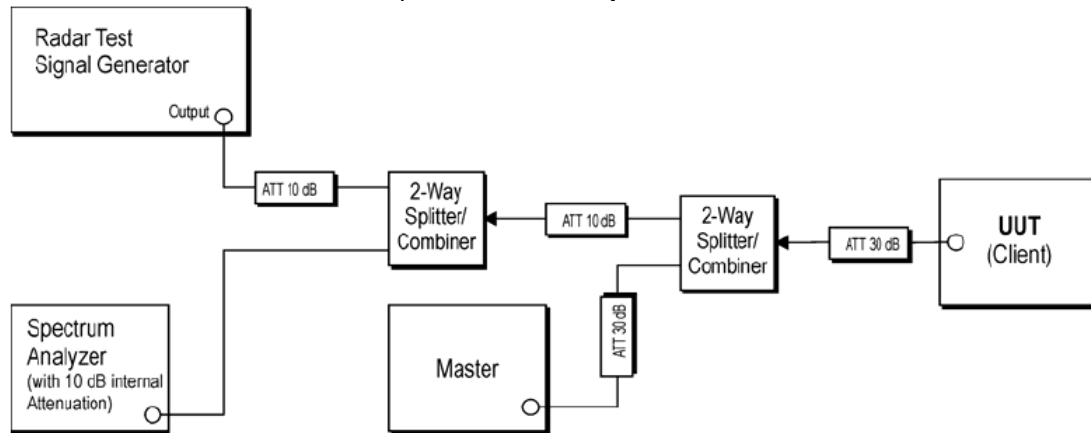 Radar Test
Signal Generator
Output
ATT 10 dB
2-Way
Splitter/
Combiner
ATT 10 dB
2-Way
Splitter/
Combiner
ATT 30 dB
UUT
(Client)
Spectrum
Analyzer
(with 10 dB internal
Attenuation)
Master
ATT 30 dB